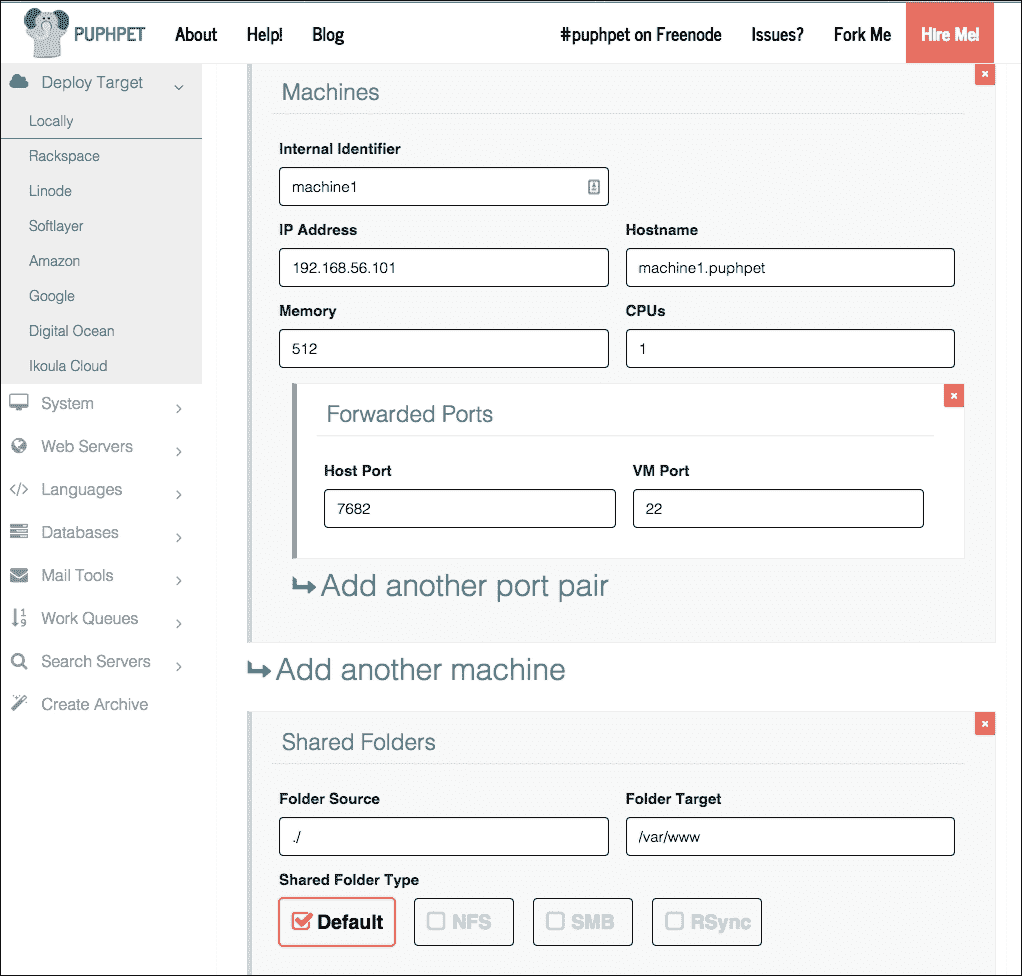 PUPHPET About Help! Blog #puphpet on Freenode Issues? Fork Me Hire Me!
Deploy Target
Locally
Rackspace
Linode
Softlayer
Amazon
Google
Digital Ocean
Ikoula Cloud
System
Web Servers
Languages
Databases
Mail Tools
Work Queues
Search Servers
Create Archive
Machines
Internal Identifier
machine1
IP Address Hostname
192.168.56.101 machine1.puphpet
Memory CPUs
512 1
Forwarded Ports
Host Port VM Port
7682 22
Add another port pair
Add another machine
Shared Folders
Folder Source Folder Target
./ /var/www
Shared Folder Type
Default NFS SMB RSync